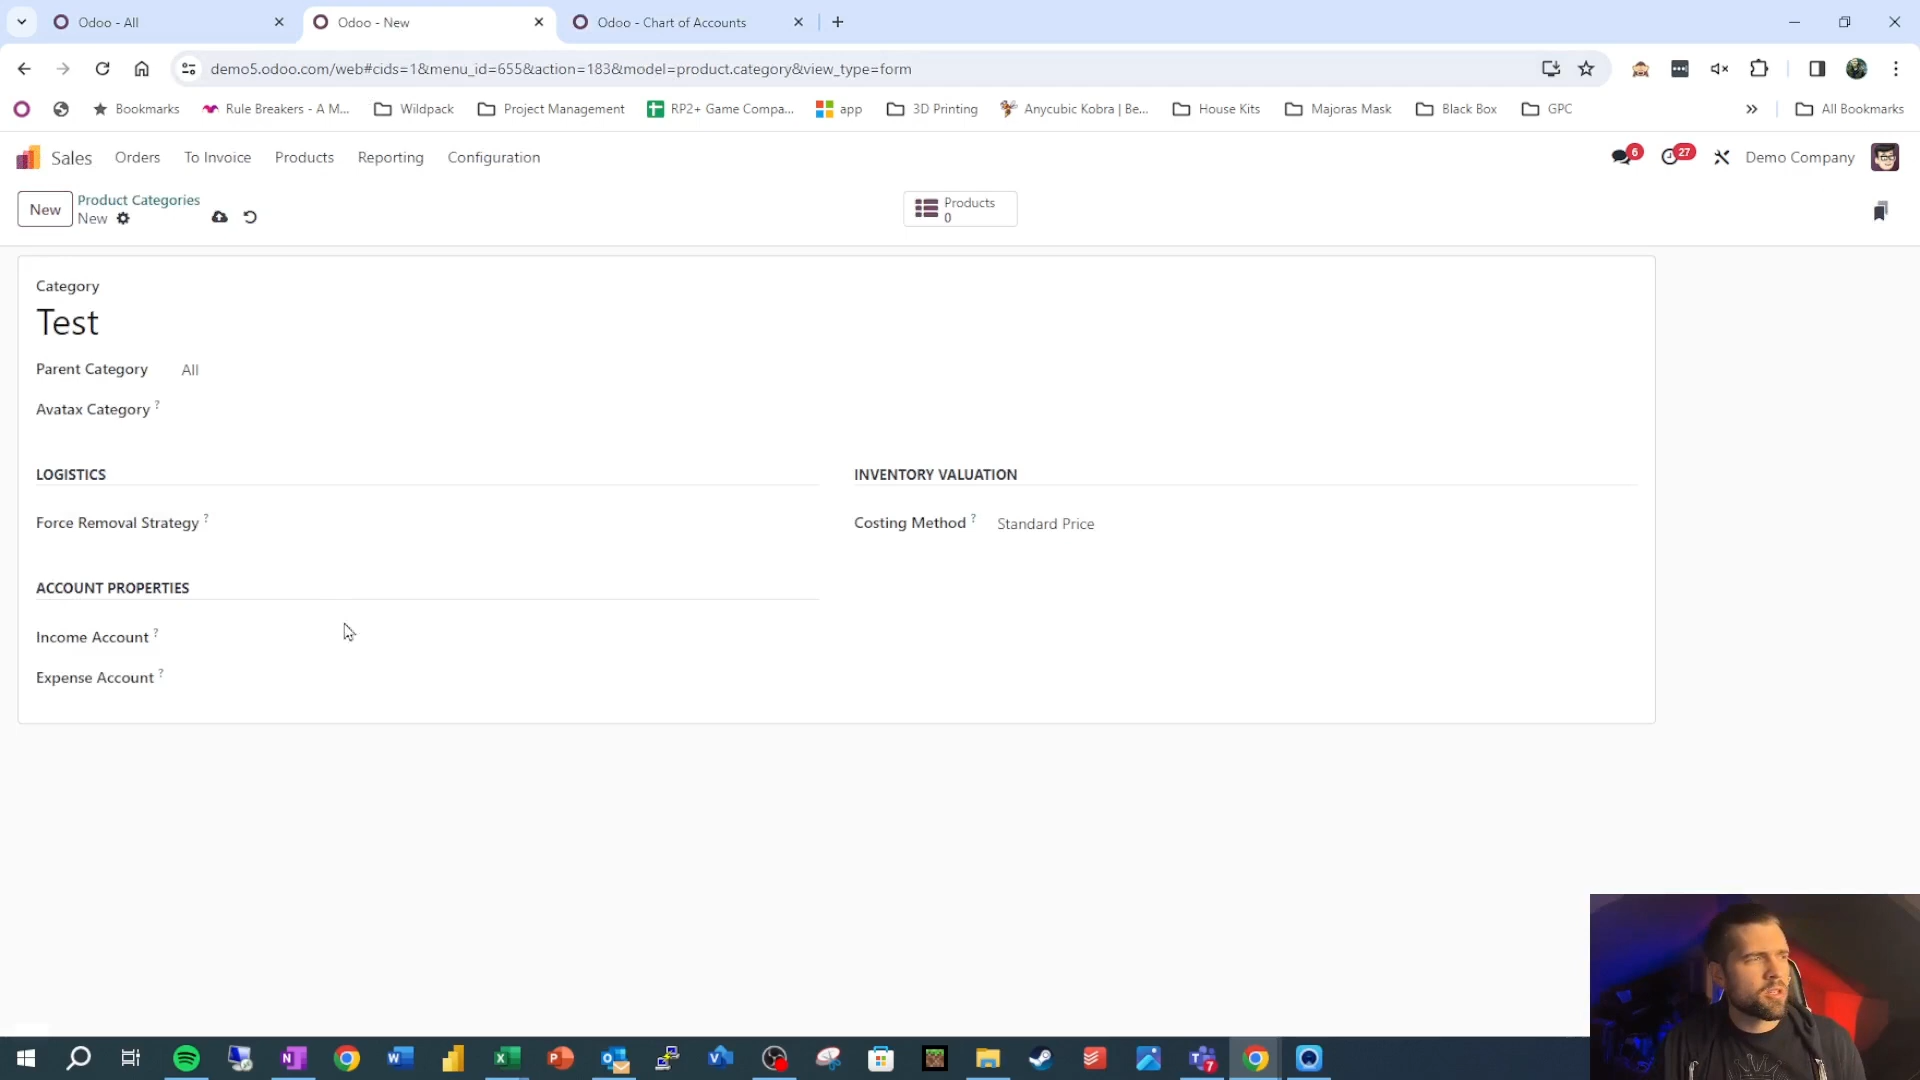 Odoo - All
Odoo - New
Odoo - Chart of Accounts
demo5.odoo.com/web#cids=1&menu_id=655&action=183&model=product.category&view_type=form
Bookmarks
Rule Breakers - A M...
Wildpack
Project Management
RP2+ Game Compa...
app
3D Printing
Anycubic Kobra | Be...
House Kits
Majoras Mask
Black Box
GPC
All Bookmarks
Sales
Orders
To Invoice
Products
Reporting
Configuration
6
27
Demo Company
New
Product Categories
New
Products
0
Category
Test
Parent Category All
Avatax Category ?
LOGISTICS
Force Removal Strategy ?
INVENTORY VALUATION
Costing Method ? Standard Price
ACCOUNT PROPERTIES
Income Account ?
Expense Account ?
7